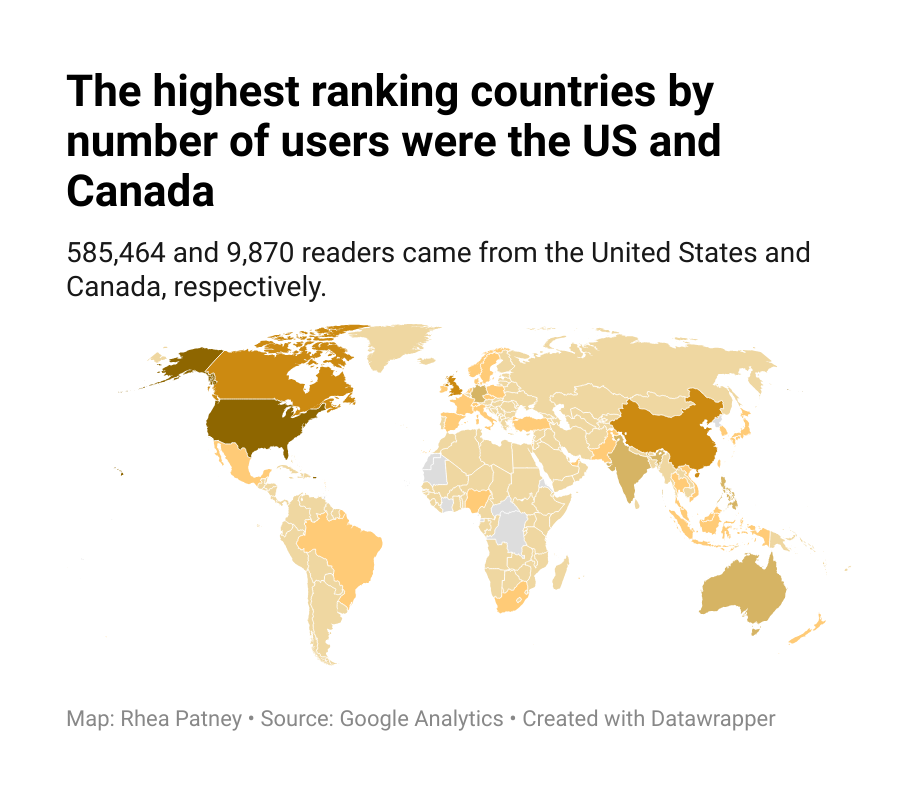 The highest ranking countries by
number of users were the US and
Canada
585,464 and 9,870 readers came from the United States and
Canada, respectively.
Map: Rhea Patney • Source: Google Analytics • Created with Datawrapper